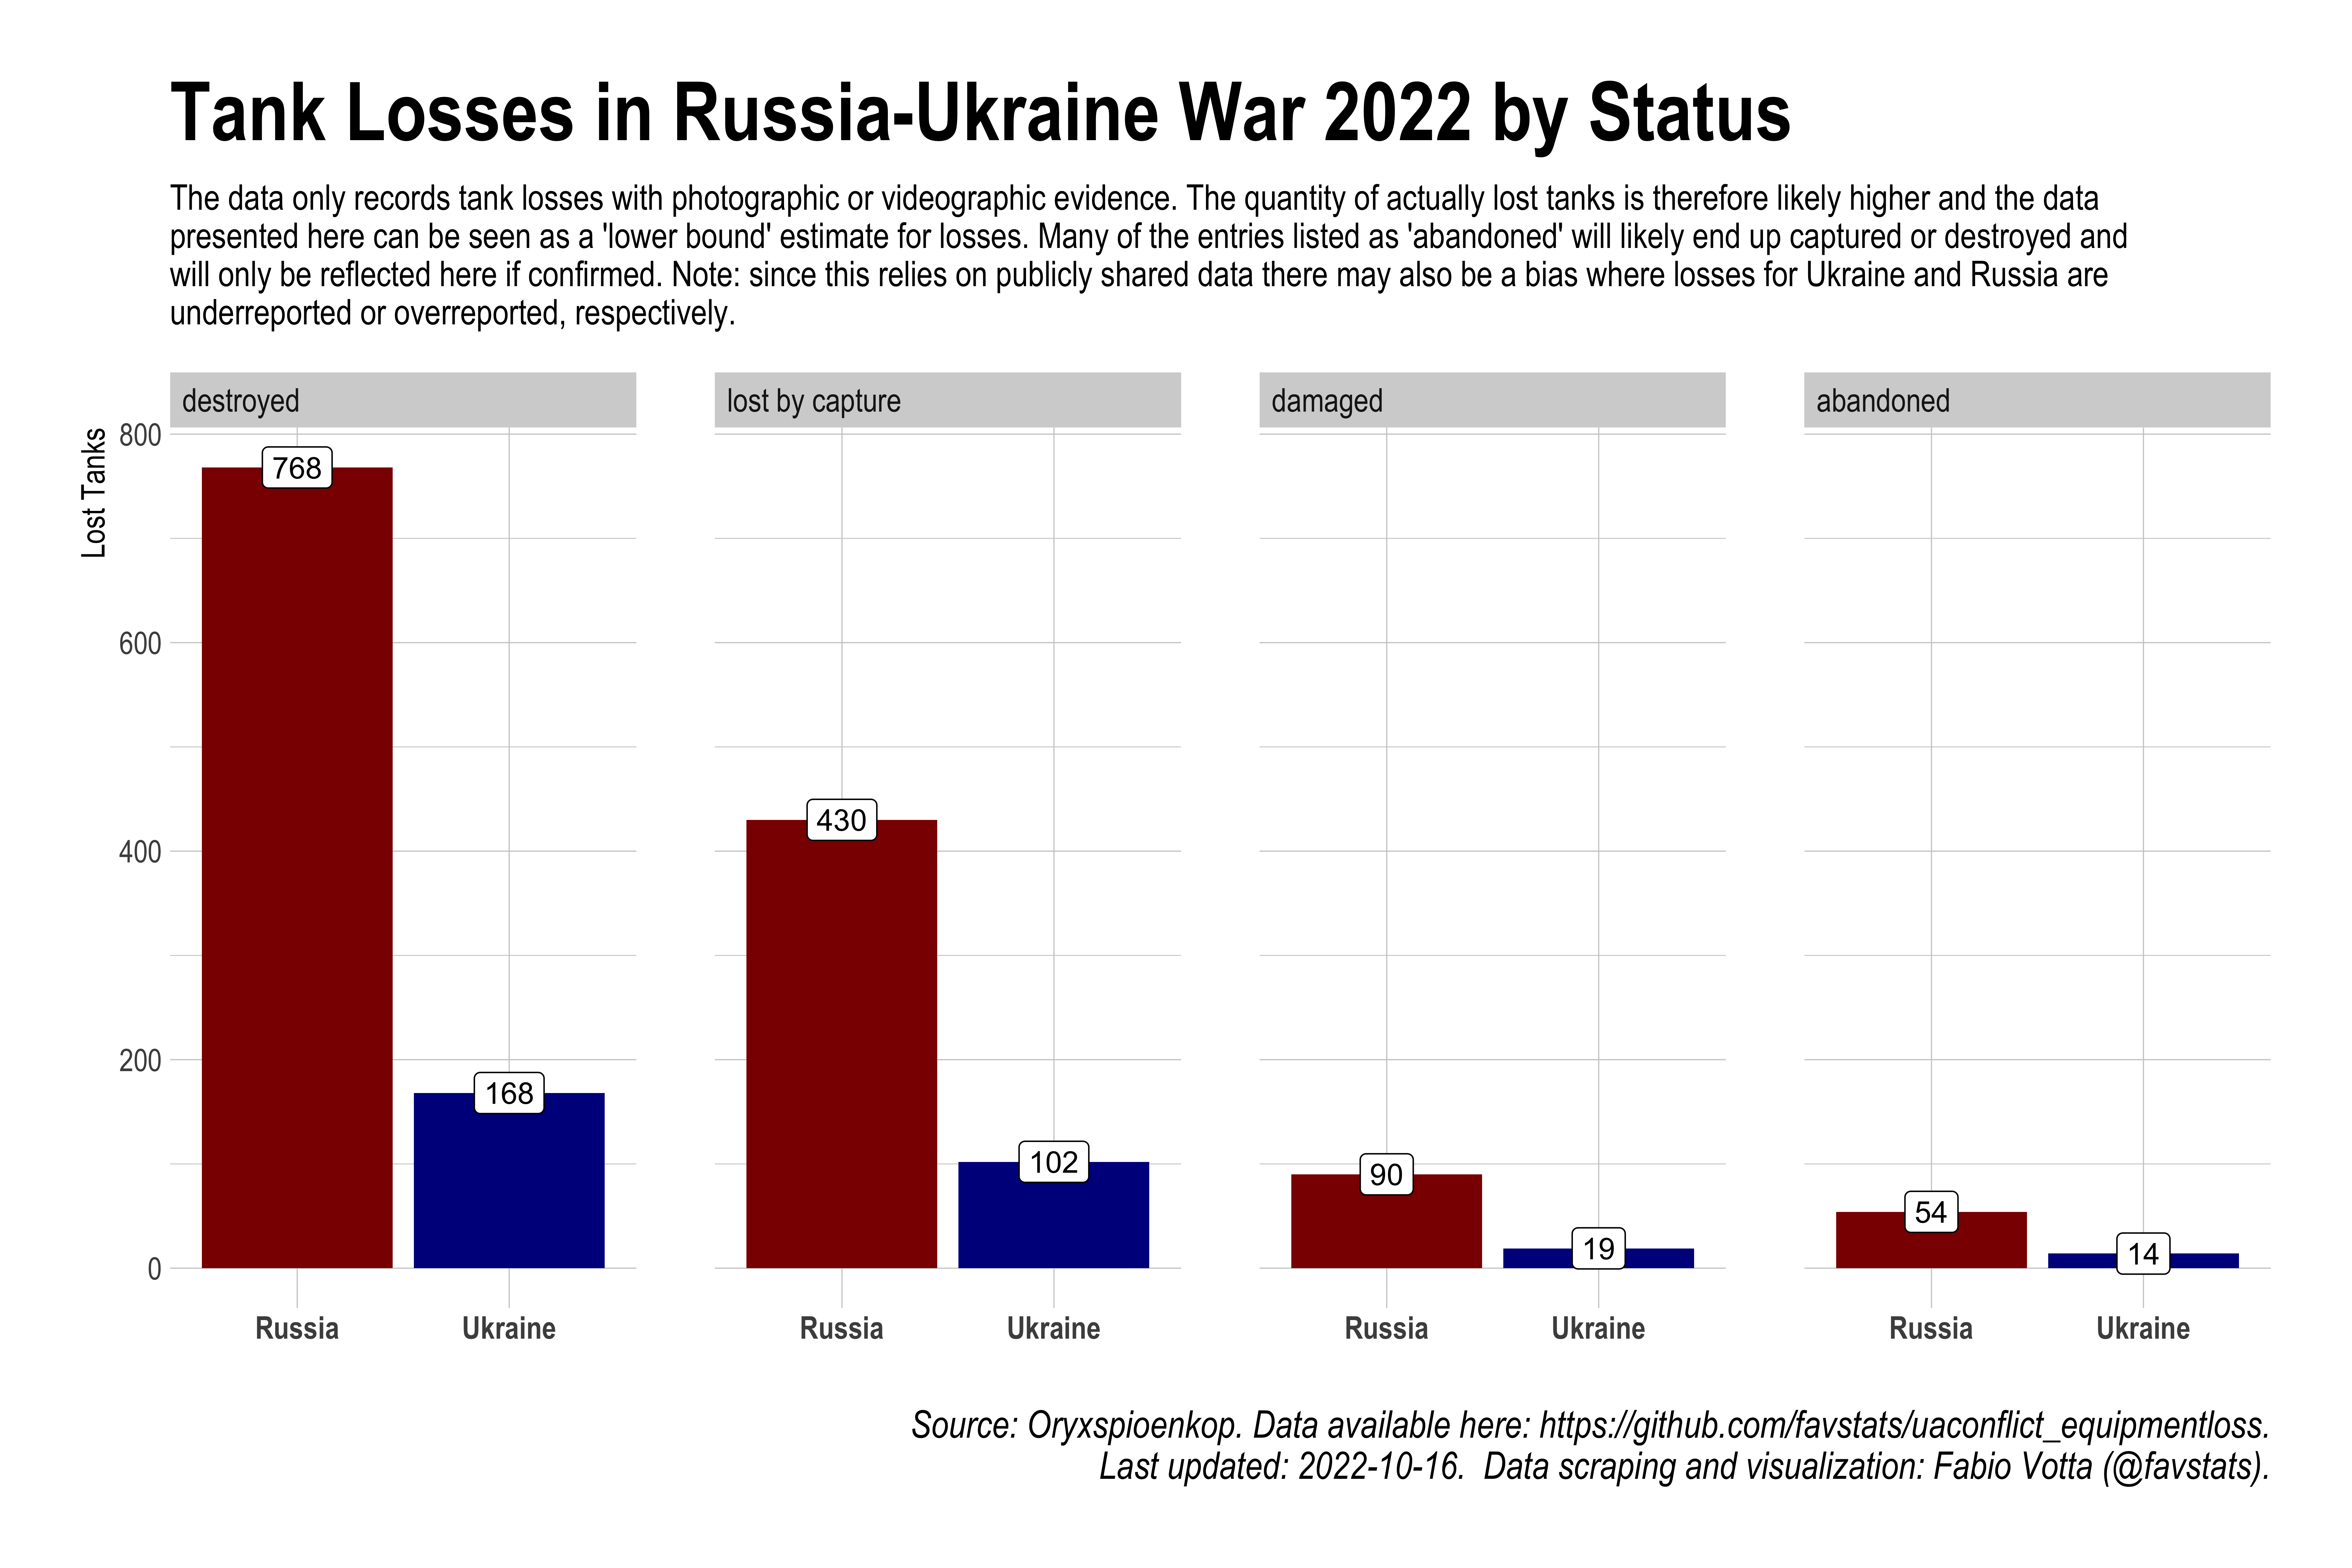 Tank Losses in Russia-Ukraine War 2022 by Status
The data only records tank losses with photographic or videographic evidence. The quantity of actually lost tanks is therefore likely higher and the data
presented here can be seen as a 'lower bound' estimate for losses. Many of the entries listed as 'abandoned' will likely end up captured or destroyed and
will only be reflected here if confirmed. Note: since this relies on publicly shared data there may also be a bias where losses for Ukraine and Russia are
underreported or overreported, respectively.
destroyed
lost by capture
damaged
abandoned
Lost Tanks
800
600
400
200
0
768
168
430
102
90
19
54
14
Russia
Ukraine
Russia
Ukraine
Russia
Ukraine
Russia
Ukraine
Source: Oryxspioenkop. Data available here: https://github.com/favstats/uaconflict_equipmentloss.
Last updated: 2022-10-16.  Data scraping and visualization: Fabio Votta (@favstats).